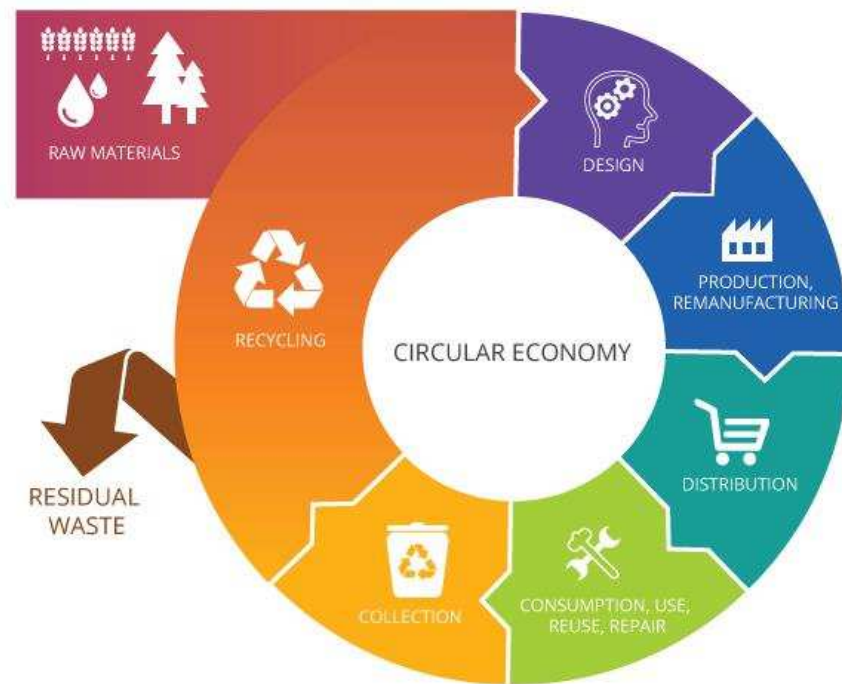 RAW MATERIALS
DESIGN
PRODUCTION,
REMANUFACTURING
RECYCLING
CIRCULAR ECONOMY
DISTRIBUTION
RESIDUAL
WASTE
CONSUMPTION, USE,
REUSE, REPAIR
COLLECTION